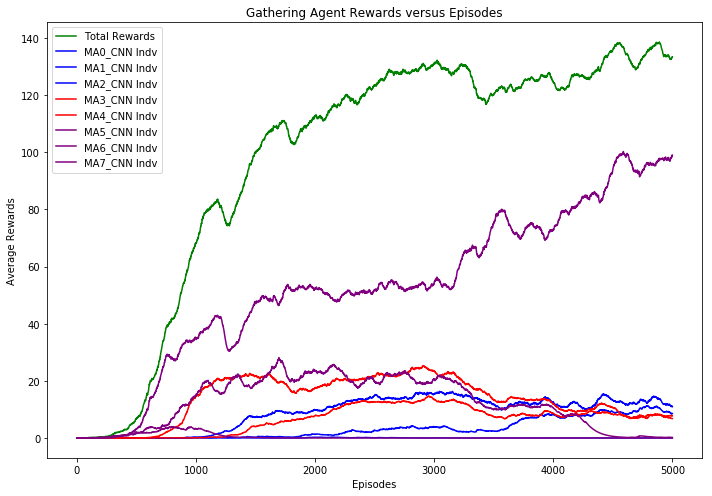 Gathering Agent Rewards versus Episodes
Total Rewards
MA0_CNN Indv
MA1_CNN Indv
MA2_CNN Indv
MA3_CNN Indv
MA4_CNN Indv
MA5_CNN Indv
MA6_CNN Indv
MA7_CNN Indv
Average Rewards
140
120
100
80
60
40
20
0
0 1000 2000 3000 4000 5000
Episodes